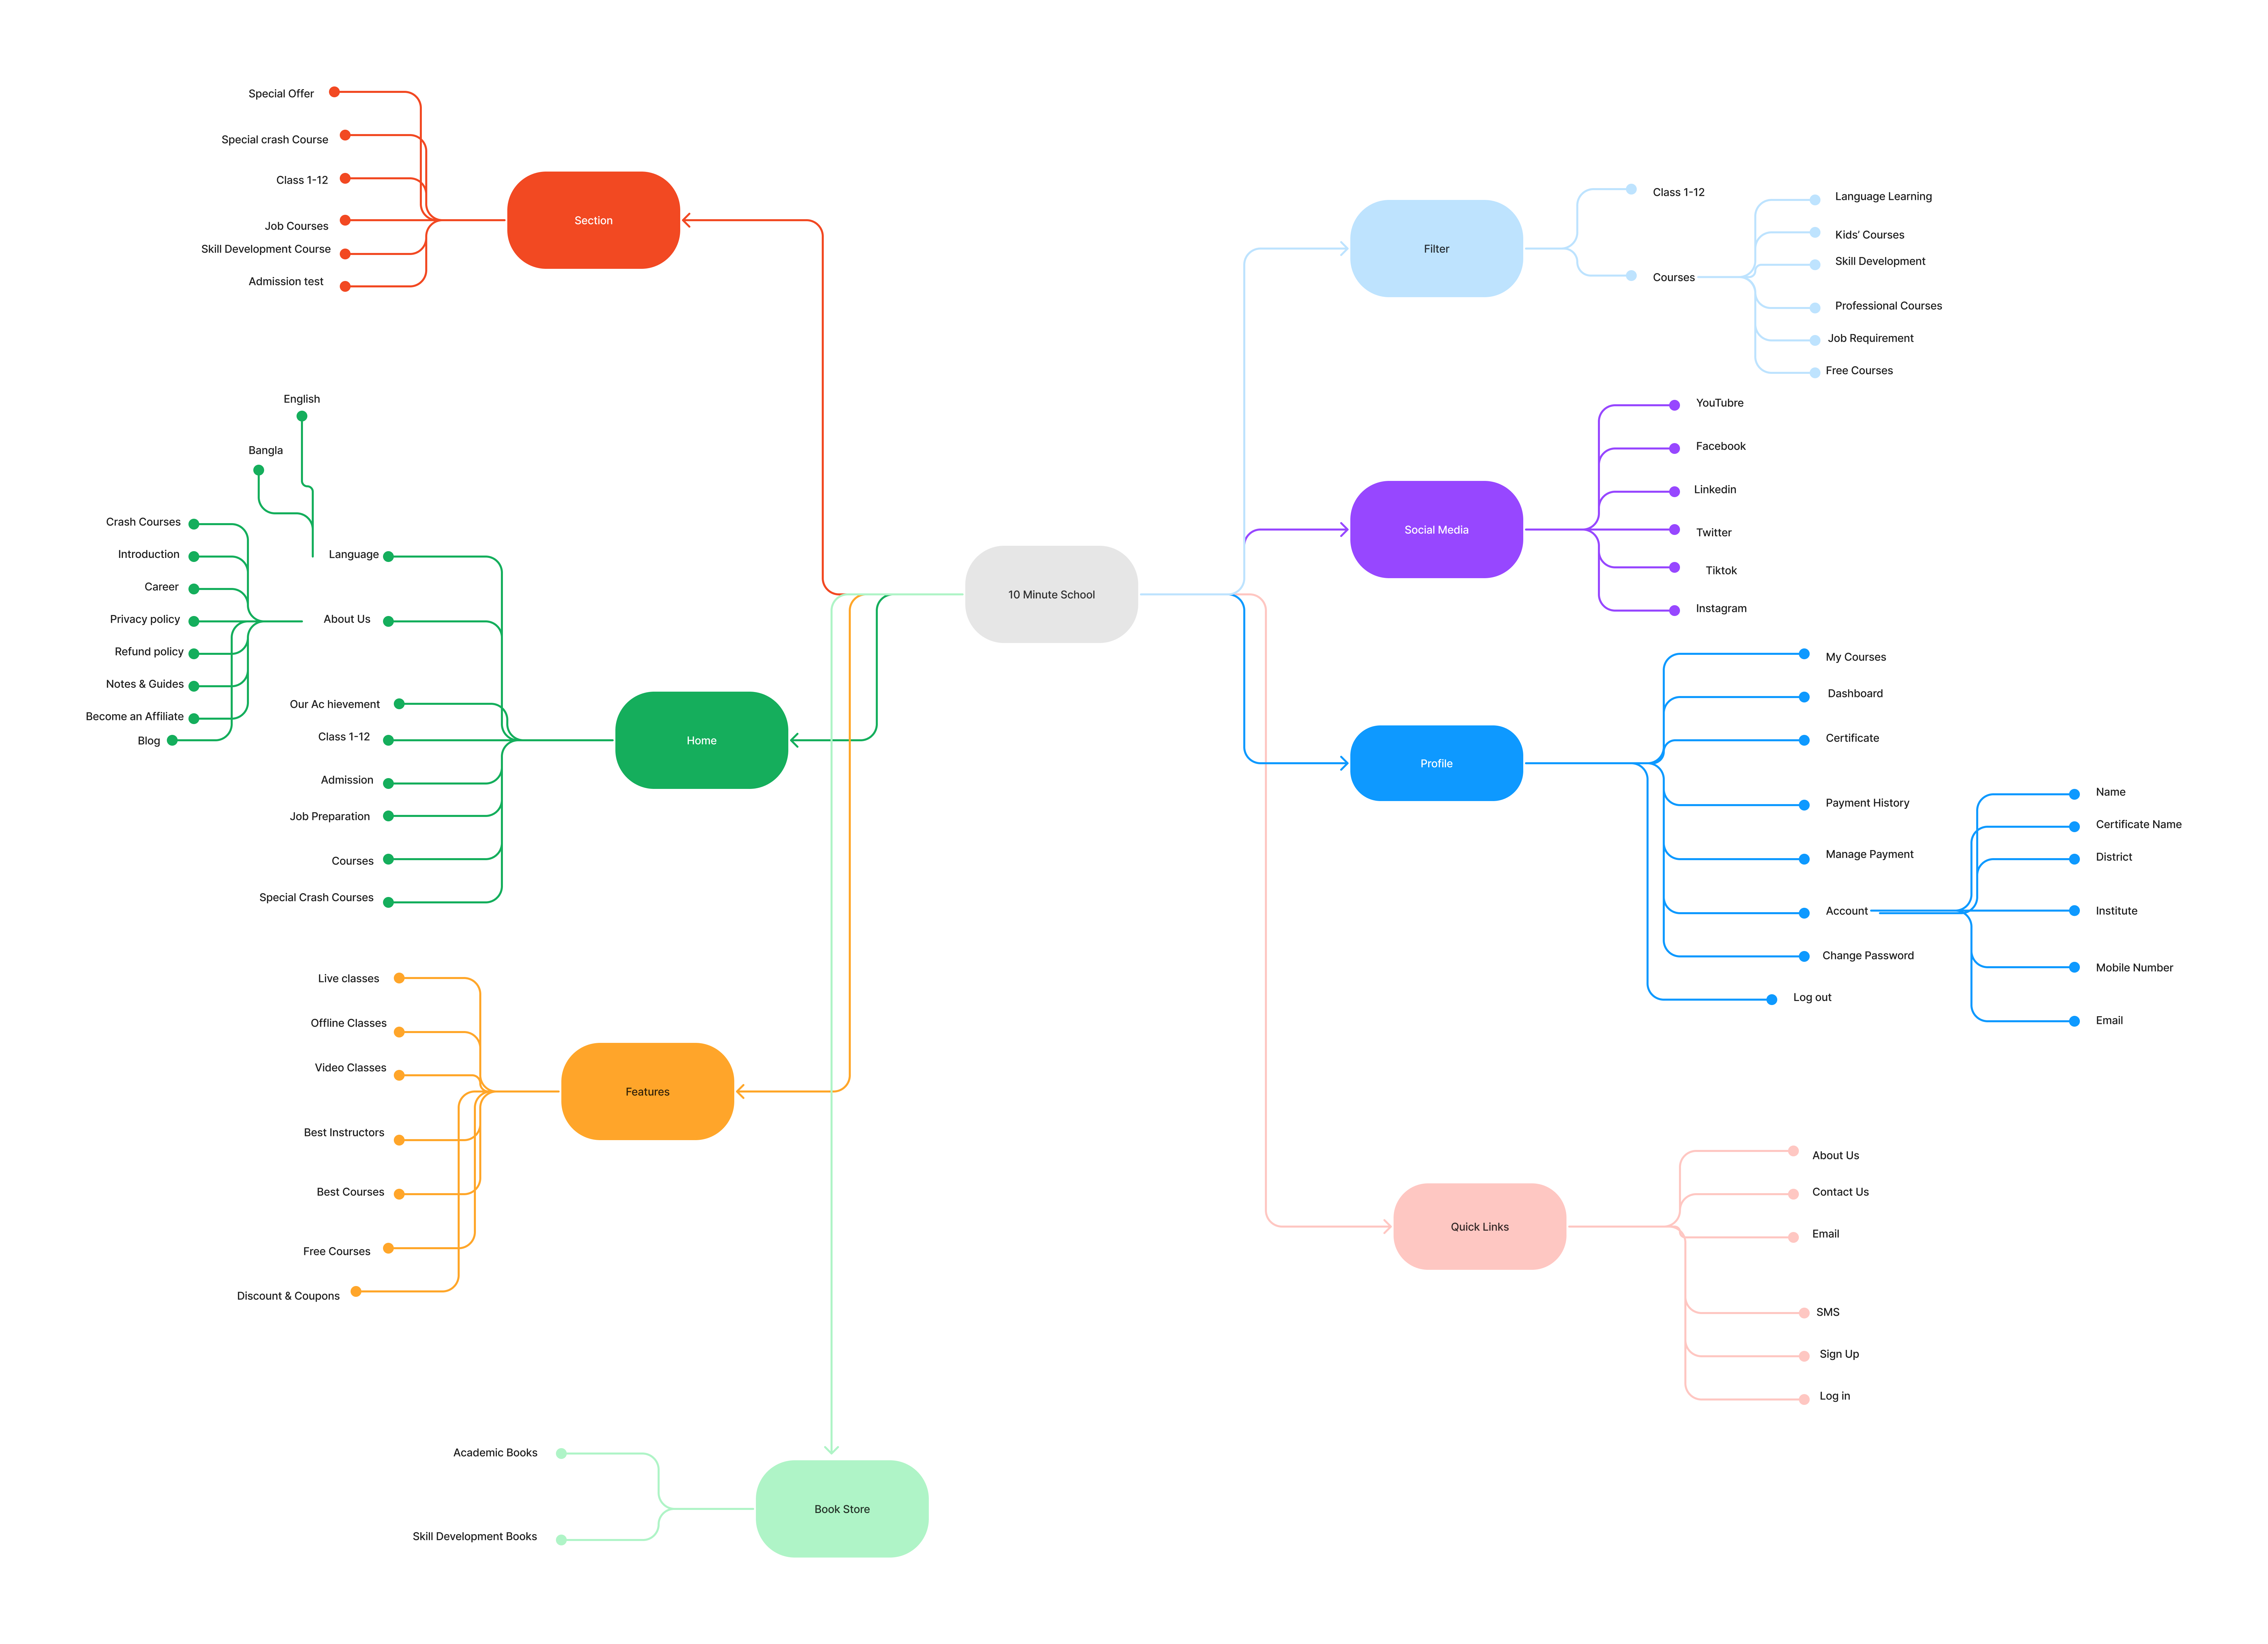 Special Offer
Special crash Course
Class 1-12
Job Courses
Skill Development Course
Admission test
Section
English
Bangla
Crash Courses
Introduction
Career
Privacy policy
Refund policy
Notes & Guides
Become an Affiliate
Blog
Language
About Us
Our Ac hievement
Class 1-12
Admission
Job Preparation
Courses
Special Crash Courses
Home
Live classes
Offline Classes
Video Classes
Best Instructors
Best Courses
Free Courses
Discount & Coupons
Features
Academic Books
Skill Development Books
Book Store
10 Minute School
Filter
Class 1-12
Courses
Language Learning
Kids' Courses
Skill Development
Professional Courses
Job Requirement
Free Courses
Social Media
YouTubre
Facebook
Linkedin
Twitter
Tiktok
Instagram
Profile
My Courses
Dashboard
Certificate
Payment History
Manage Payment
Account
Change Password
Log out
Name
Certificate Name
District
Institute
Mobile Number
Email
Quick Links
About Us
Contact Us
Email
SMS
Sign Up
Log in